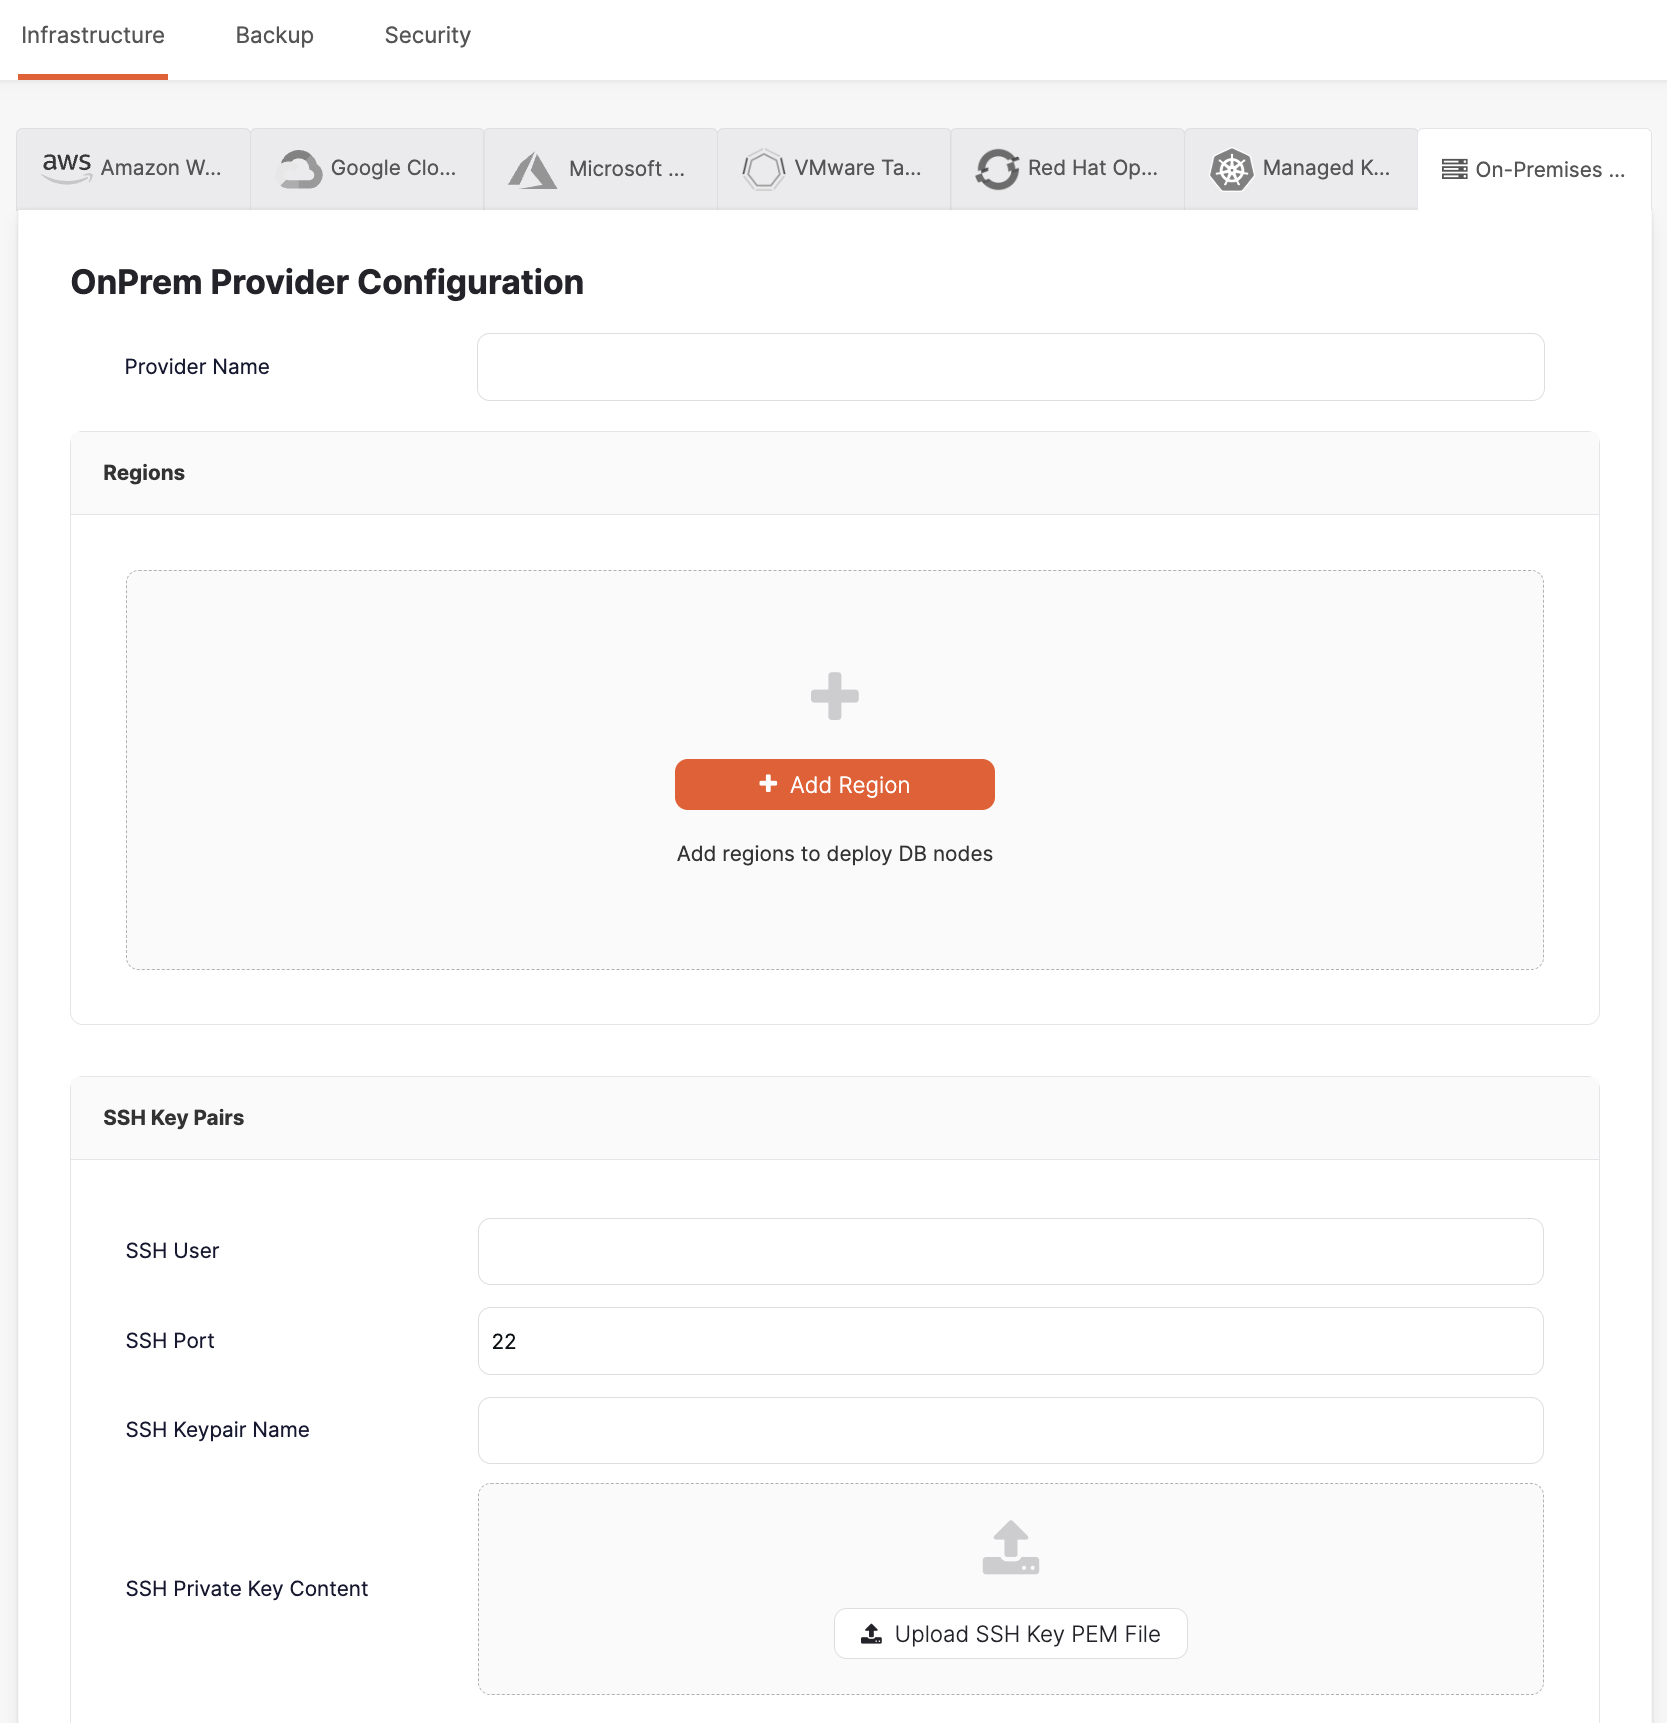 Infrastructure Backup Security
aws Amazon W... Google Clo... Microsoft ... VMware Ta... Red Hat Op... Managed K... On-Premises ...
OnPrem Provider Configuration
Provider Name
Regions
Add Region
Add regions to deploy DB nodes
SSH Key Pairs
SSH User
SSH Port 22
SSH Keypair Name
SSH Private Key Content
Upload SSH Key PEM File